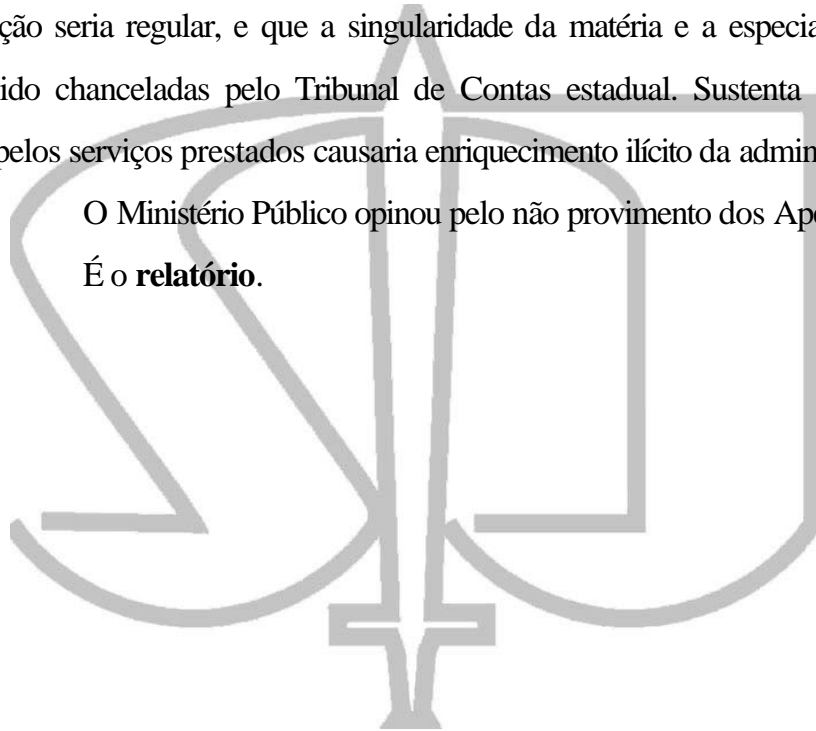 ção seria regular, e que a singularidade da matéria e a especia
ido chanceladas pelo Tribunal de Contas estadual. Sustenta
pelos serviços prestados causaria enriquecimento ilícito da admin
O Ministério Público opinou pelo não provimento dos Ape
É o relatório.